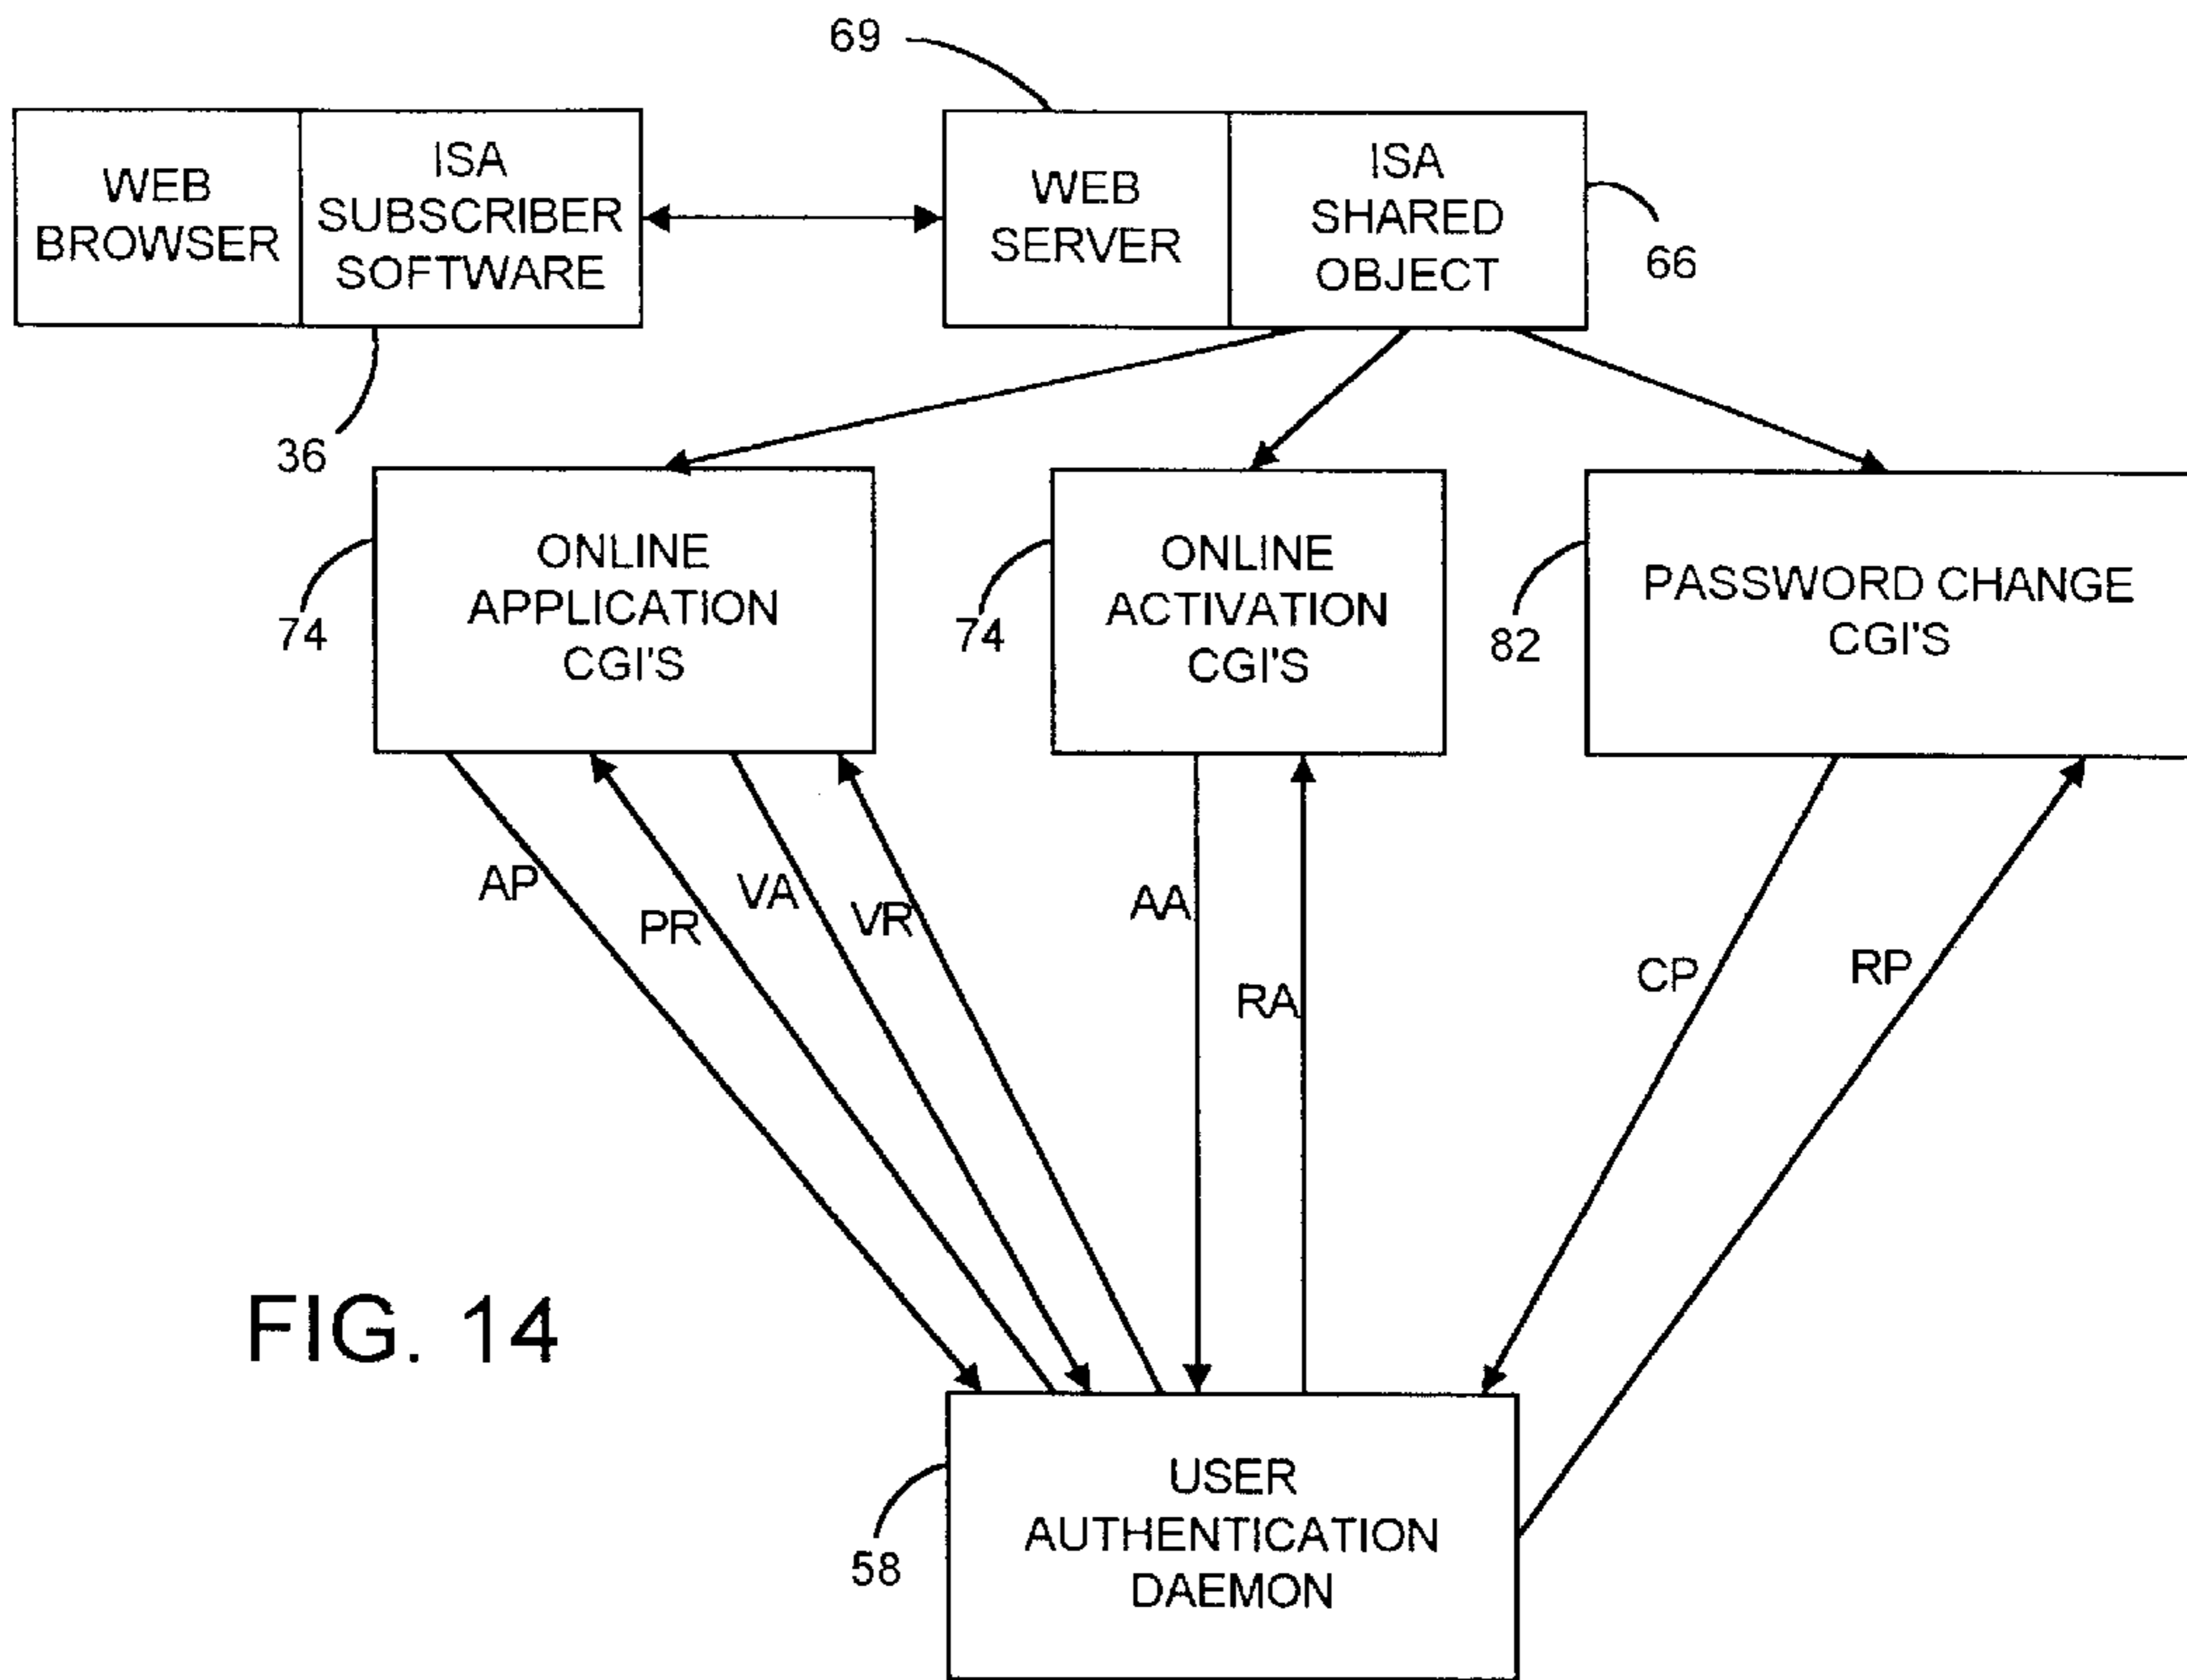 69
WEB
BROWSER
ISA
SUBSCRIBER
SOFTWARE
WEB
SERVER
ISA
SHARED
OBJECT
66
36
ONLINE
APPLICATION
CGI'S
74
ONLINE
ACTIVATION
CGI'S
74
PASSWORD CHANGE
CGI'S
82
AP
PR
VA
VR
AA
RA
CP
RP
FIG. 14
USER
AUTHENTICATION
DAEMON
58